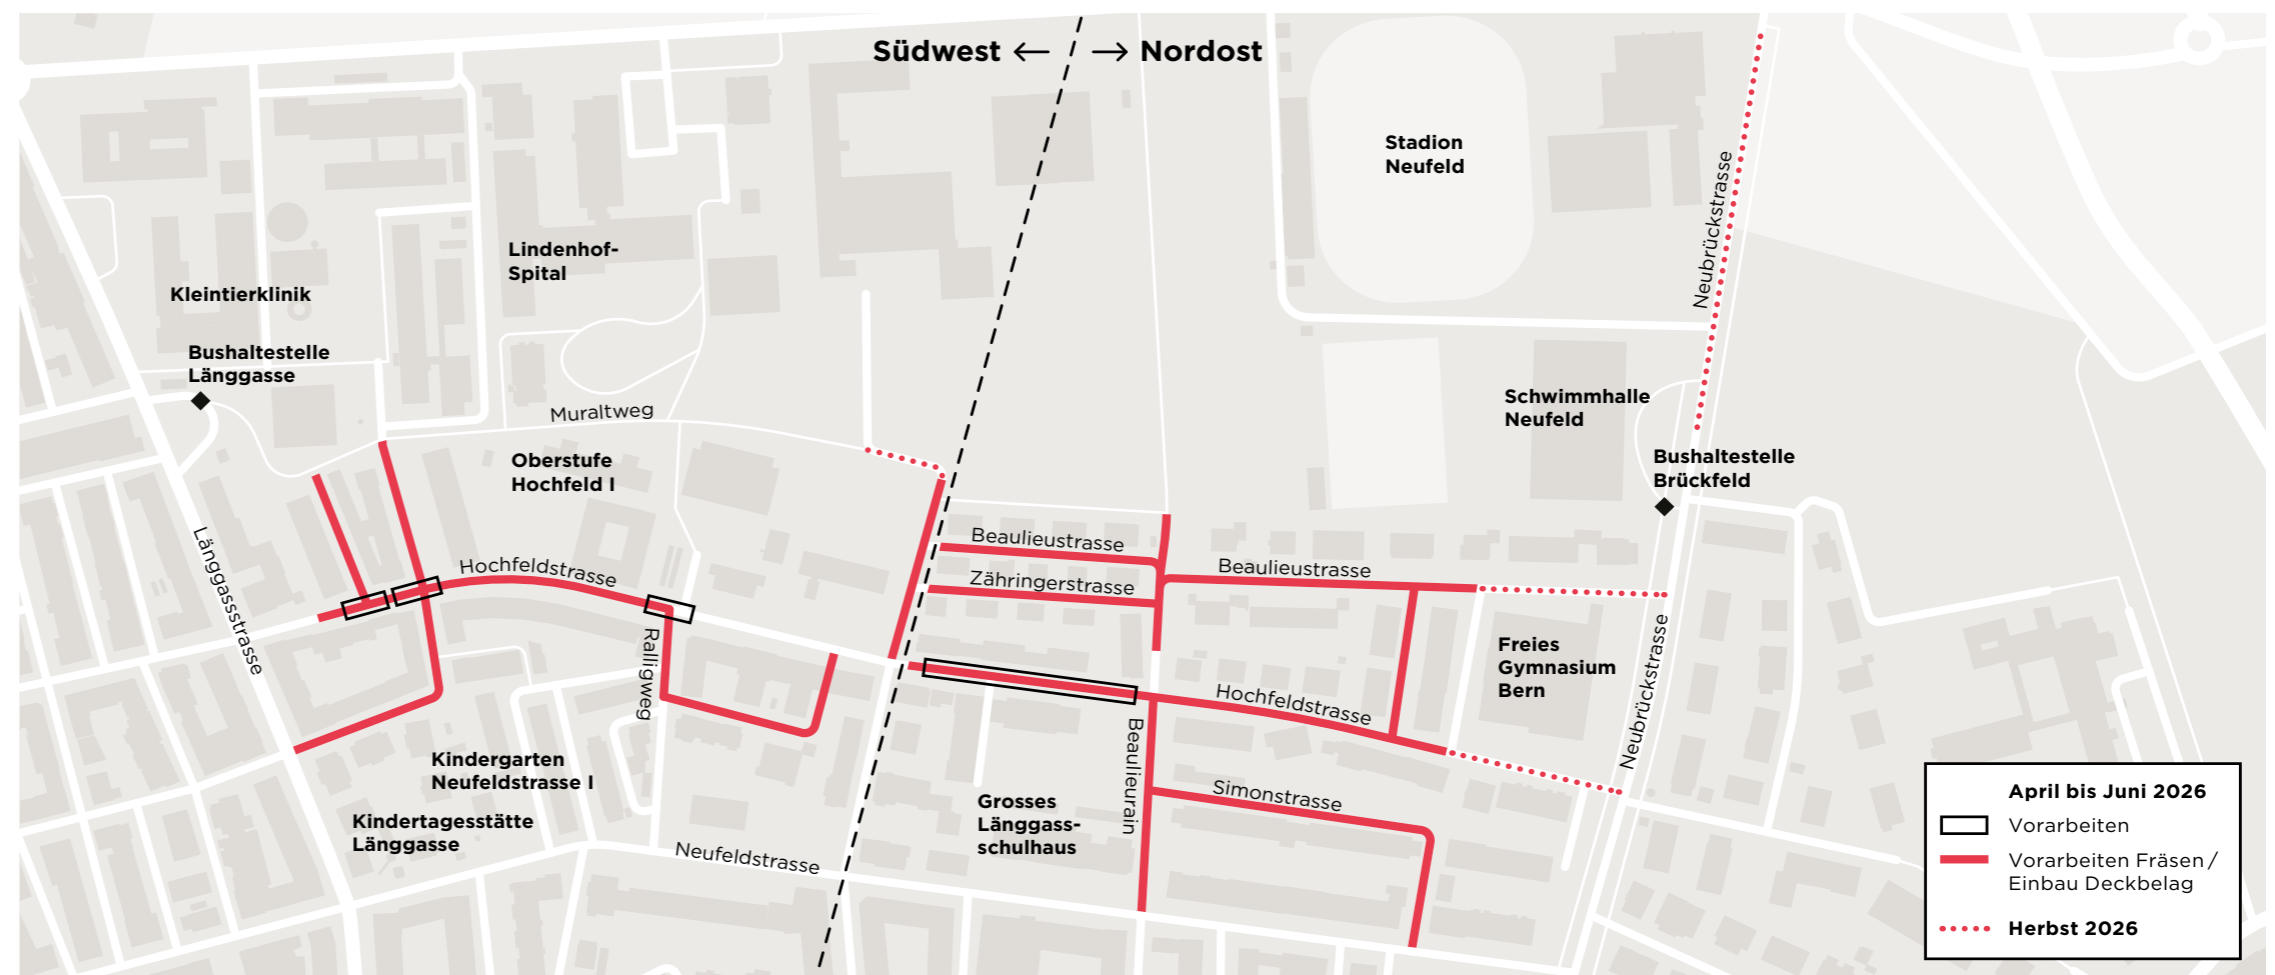 Südwest ← → Nordost
Stadion
Neufeld
Neubrückstrasse
Lindenhof-
Spital
Kleintierklinik
Bushaltestelle
Länggasse
Muraltweg
Schwimmhalle
Neufeld
Oberstufe
Hochfeld I
Bushaltestelle
Brückfeld
Länggassstrasse
Hochfeldstrasse
Beaulieustrasse
Zähringerstrasse
Beaulieustrasse
Ralligweg
Freies
Gymnasium
Bern
Neubrückstrasse
Hochfeldstrasse
Beaulieurain
Kindergarten
Neufeldstrasse I
Kindertagesstätte
Länggasse
Neufeldstrasse
Grosses
Länggass-
schulhaus
Simonstrasse
April bis Juni 2026
Vorarbeiten
Vorarbeiten Fräsen /
Einbau Deckbelag
Herbst 2026